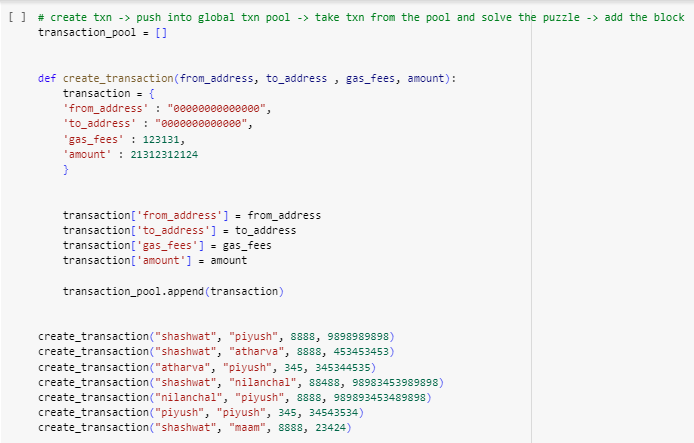 [ ] # create txn -> push into global txn pool -> take txn from the pool and solve the puzzle -> add the block
transaction_pool = []
def create_transaction(from_address, to_address , gas_fees, amount):
transaction = {
'from_address' : "00000000000000",
'to_address' : "0000000000000",
'gas_fees' : 123131,
'amount' : 21312312124
}
transaction['from_address'] = from_address
transaction['to_address'] = to_address
transaction['gas_fees'] = gas_fees
transaction['amount'] = amount
transaction_pool.append(transaction)
create_transaction("shashwat", "piyush", 8888, 9898989898)
create_transaction("shashwat", "atharva", 8888, 453453453)
create_transaction("atharva", "piyush", 345, 345344535)
create_transaction("shashwat", "nilanchal", 88488, 98983453989898)
create_transaction("nilanchal", "piyush", 8888, 989893453489898)
create_transaction("piyush", "piyush", 345, 34543534)
create_transaction("shashwat", "maam", 8888, 23424)